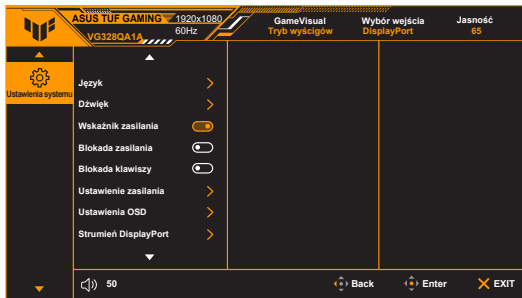 ASUS TUF GAMING 1920x1080 GameVisual Wybór wejścia Jasność
VG328QA1A 60Hz Tryb wyścigów DisplayPort 65
Ustawienia systemu
Język
Dźwięk
Wskaźnik zasilania
Blokada zasilania
Blokada klawiszy
Ustawienie zasilania
Ustawienia OSD
Strumień DisplayPort
50 Back Enter EXIT